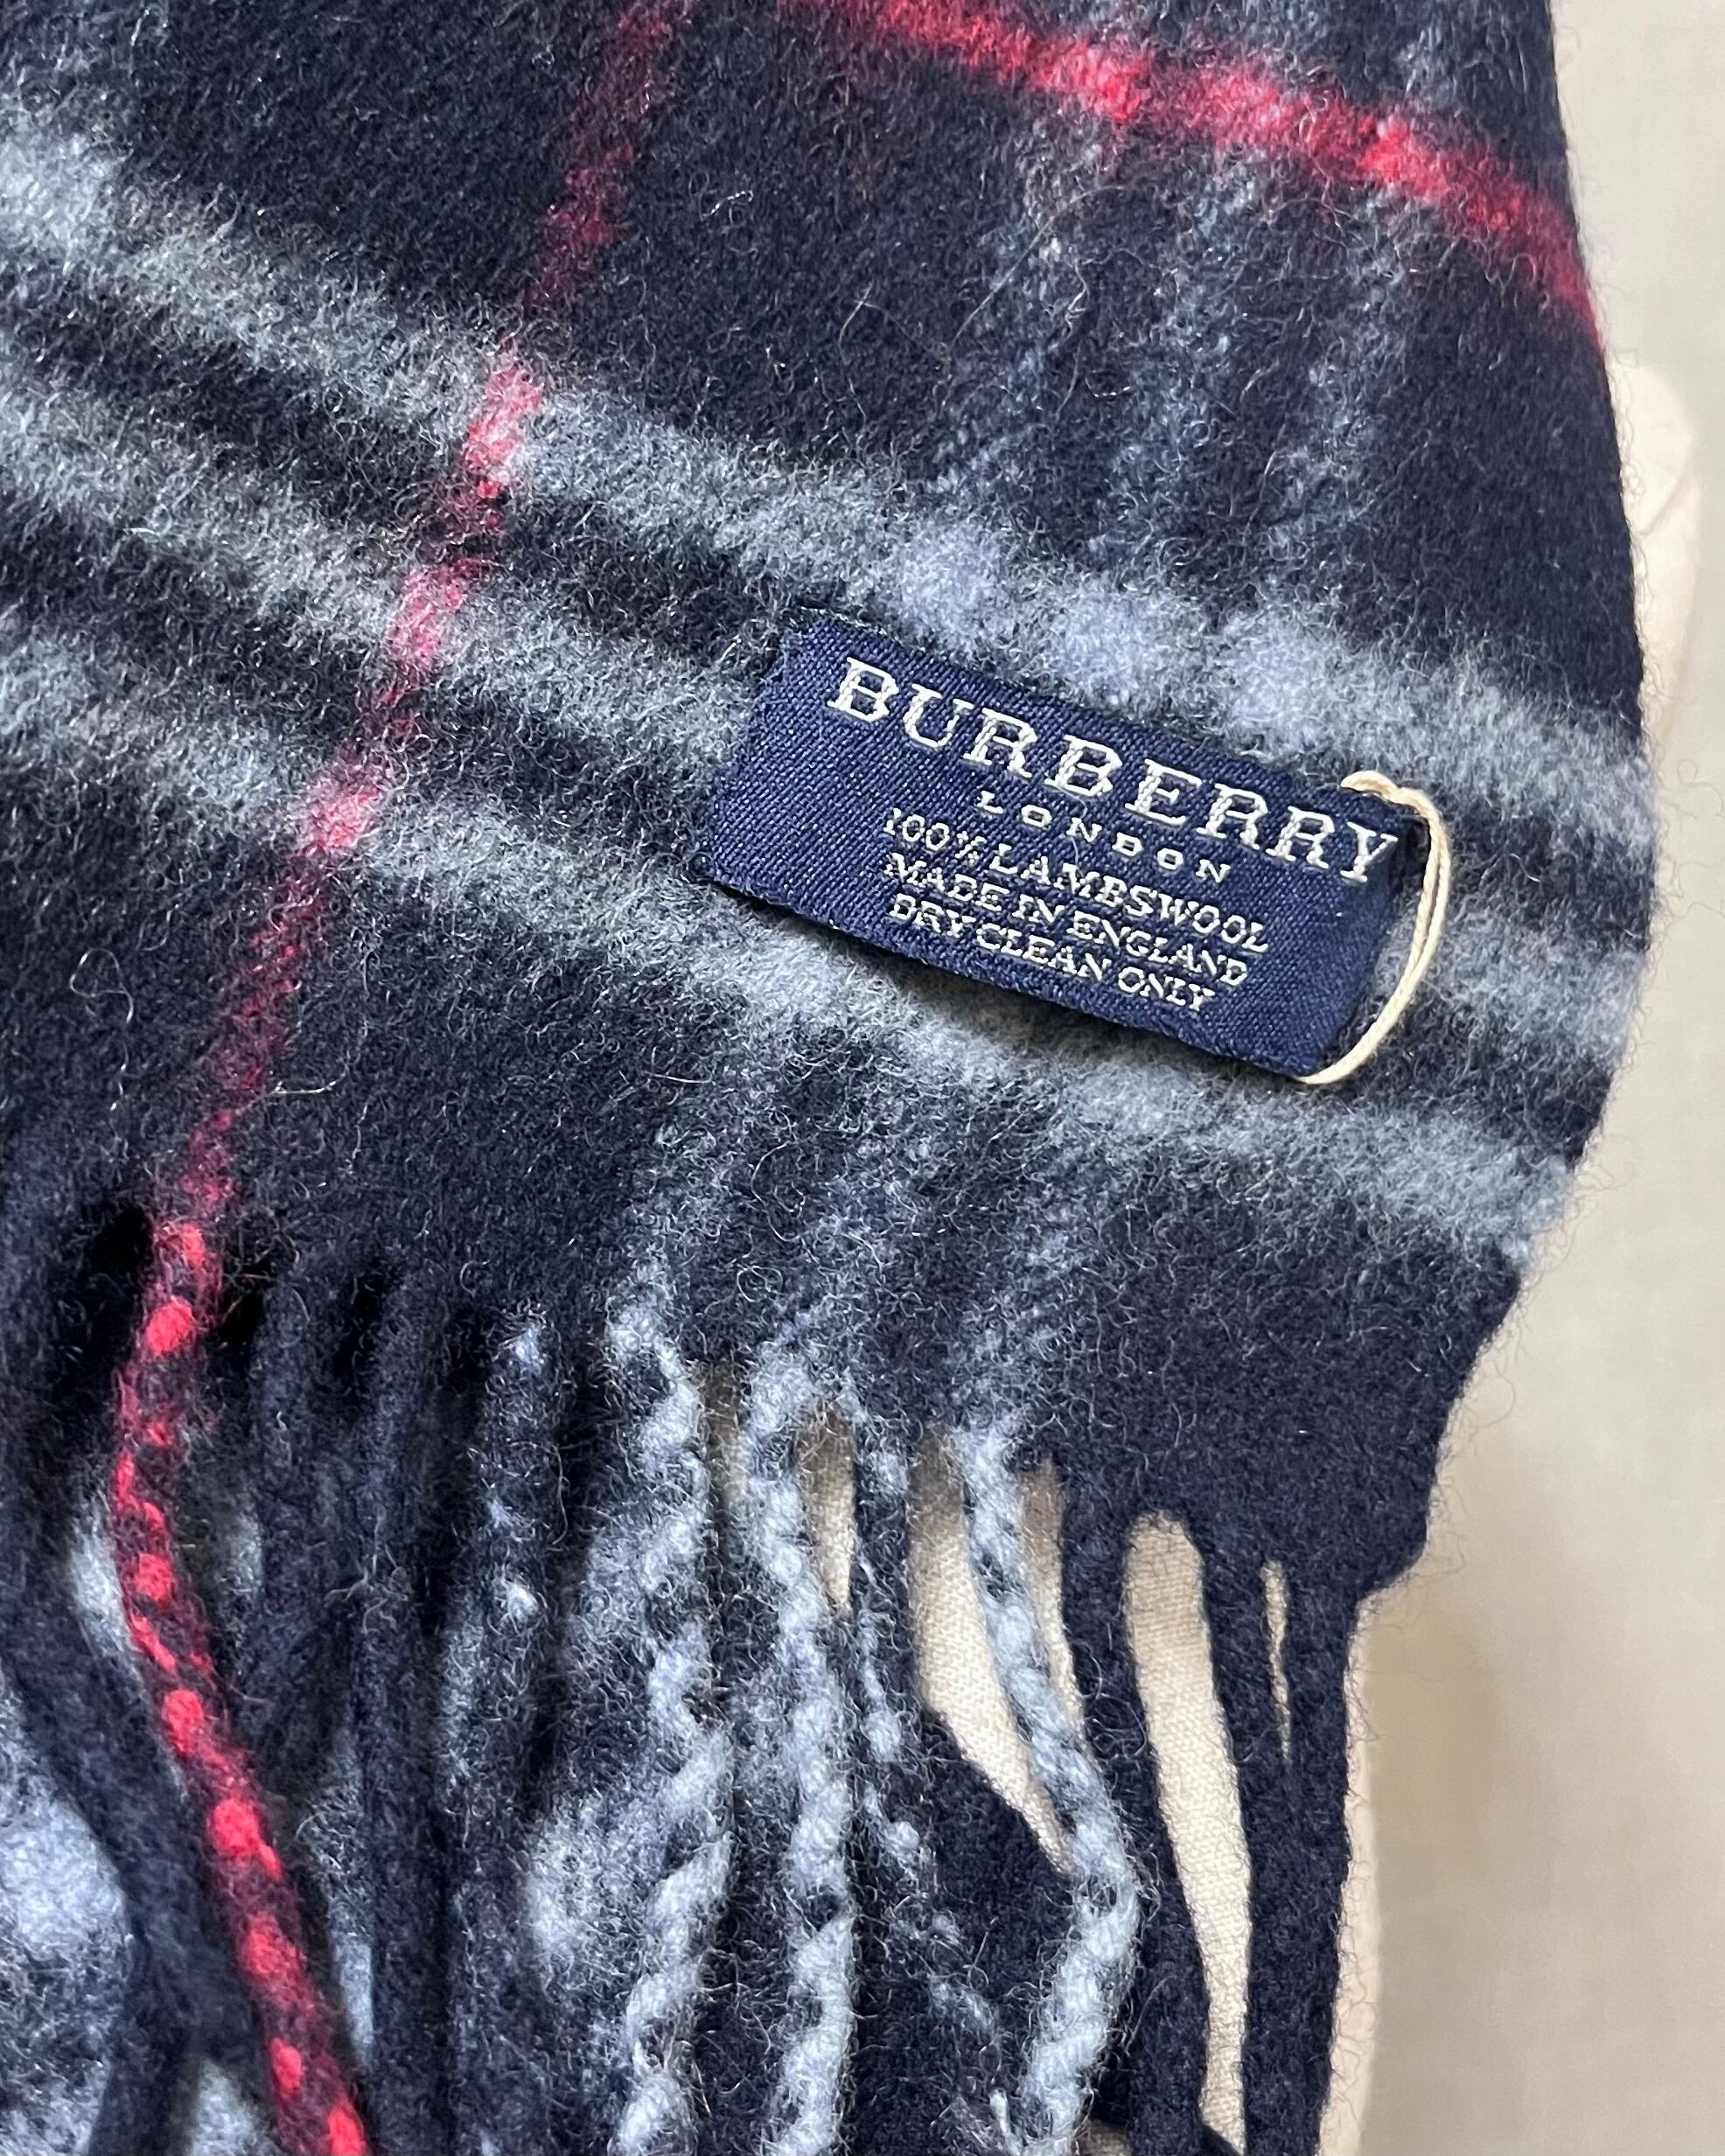 BURBERRY
LONDON
100% LAMBSWOOL
MADE IN ENGLAND
DRY CLEAN ONLY